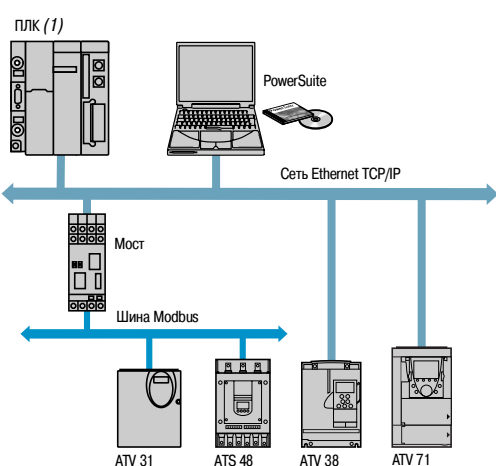 ПЛК (1)
PowerSuite
Сеть Ethernet TCP/IP
Мост
Шина Modbus
ATV 31
ATS 48
ATV 38
ATV 71